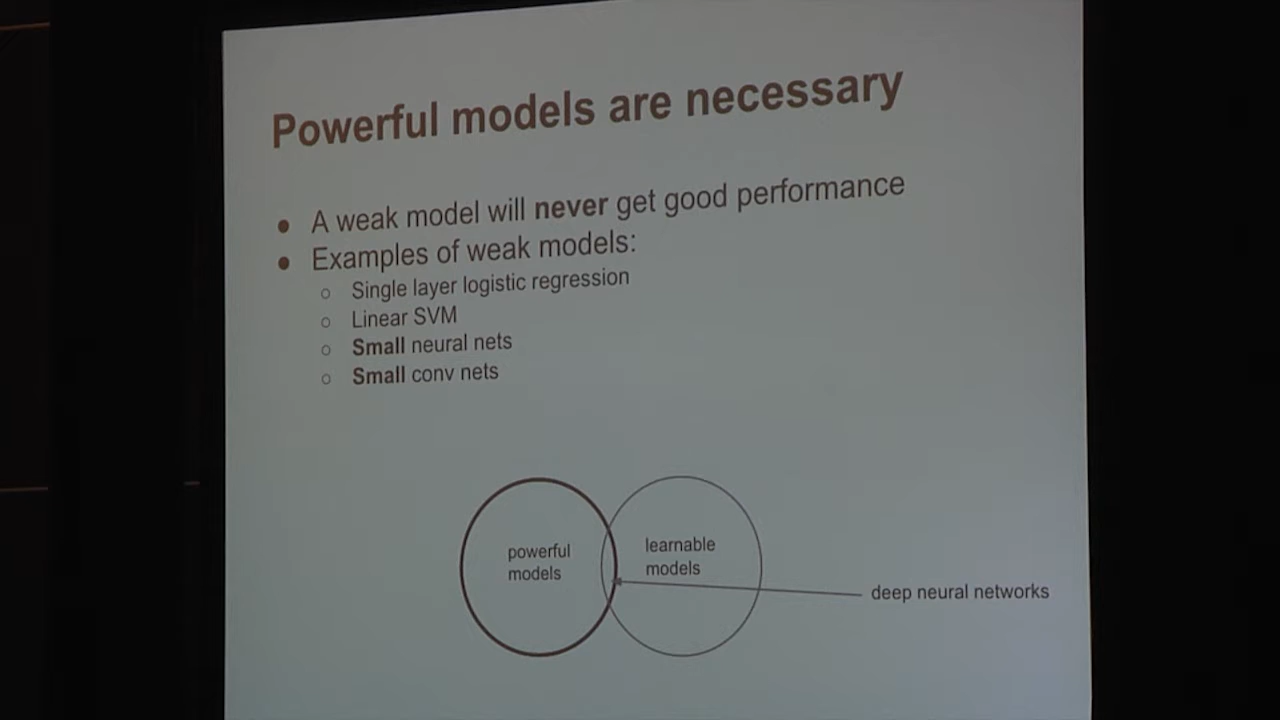 Powerful models are necessary
● A weak model will never get good performance
● Examples of weak models:
○ Single layer logistic regression
○ Linear SVM
○ Small neural nets
○ Small conv nets
powerful
models
learnable
models
deep neural networks